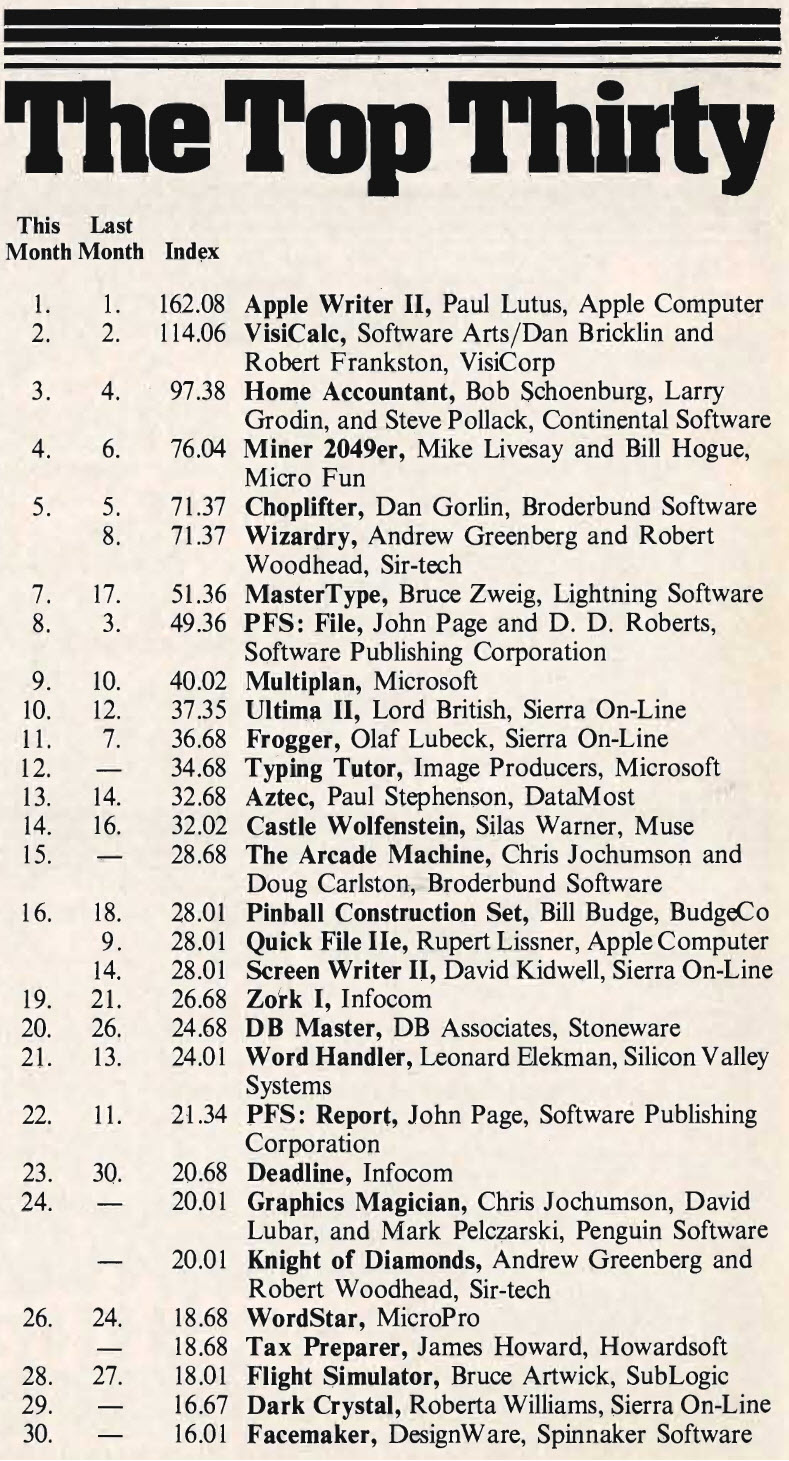 The Top Thirty
This Last
Month Month Index
1. 1. 162.08 Apple Writer II, Paul Lutus, Apple Computer
2. 2. 114.06 VisiCalc, Software Arts/Dan Bricklin and
Robert Frankston, VisiCorp
3. 4. 97.38 Home Accountant, Bob Schoenburg, Larry
Grodin, and Steve Pollack, Continental Software
4. 6. 76.04 Miner 2049er, Mike Livesay and Bill Hogue,
Micro Fun
5. 5. 71.37 Choplifter, Dan Gorlin, Broderbund Software
8. 71.37 Wizardry, Andrew Greenberg and Robert
Woodhead, Sir-tech
7. 17. 51.36 MasterType, Bruce Zweig, Lightning Software
8. 3. 49.36 PFS: File, John Page and D. D. Roberts,
Software Publishing Corporation
9. 10. 40.02 Multiplan, Microsoft
10. 12. 37.35 Ultima II, Lord British, Sierra On-Line
11. 7. 36.68 Frogger, Olaf Lubeck, Sierra On-Line
12. — 34.68 Typing Tutor, Image Producers, Microsoft
13. 14. 32.68 Aztec, Paul Stephenson, DataMost
14. 16. 32.02 Castle Wolfenstein, Silas Warner, Muse
15. — 28.68 The Arcade Machine, Chris Jochumson and
Doug Carlston, Broderbund Software
16. 18. 28.01 Pinball Construction Set, Bill Budge, BudgeCo
9. 28.01 Quick File IIe, Rupert Lissner, Apple Computer
14. 28.01 Screen Writer II, David Kidwell, Sierra On-Line
19. 21. 26.68 Zork I, Infocom
20. 26. 24.68 DB Master, DB Associates, Stoneware
21. 13. 24.01 Word Handler, Leonard Elekman, Silicon Valley
Systems
22. 11. 21.34 PFS: Report, John Page, Software Publishing
Corporation
23. 30. 20.68 Deadline, Infocom
24. — 20.01 Graphics Magician, Chris Jochumson, David
Lubar, and Mark Pelczarski, Penguin Software
— 20.01 Knight of Diamonds, Andrew Greenberg and
Robert Woodhead, Sir-tech
26. 24. 18.68 WordStar, MicroPro
— 18.68 Tax Preparer, James Howard, Howardsoft
28. 27. 18.01 Flight Simulator, Bruce Artwick, SubLogic
29. — 16.67 Dark Crystal, Roberta Williams, Sierra On-Line
30. — 16.01 Facemaker, DesignWare, Spinnaker Software